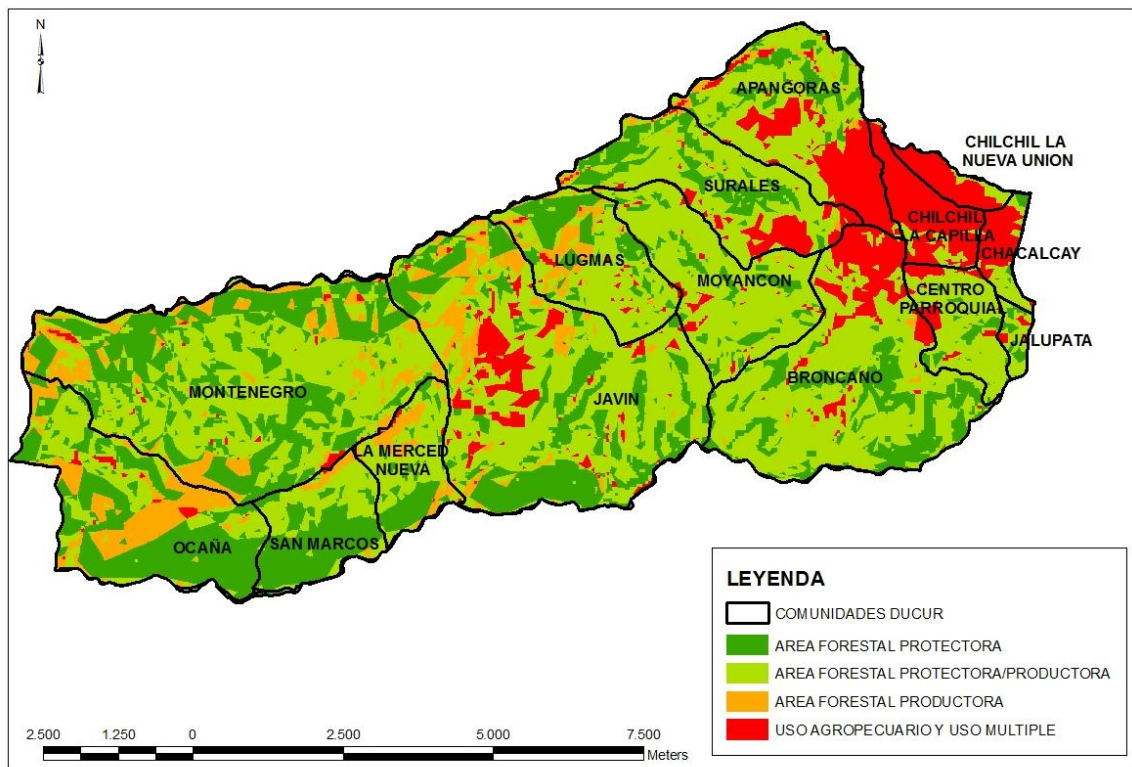 N
APANGORAS
CHILCHIL LA
NUEVA UNION
SURALES
CHILCHIL
LA CAPILLA
CHACALCAY
LUGMAS
MOYANCON
CENTRO
PARROQUIAL
JALUPATA
MONTENEGRO
JAVIN
BRONCANO
LA MERCED
NUEVA
OCAÑA
SAN MARCOS
LEYENDA
COMUNIDADES DUCUR
AREA FORESTAL PROTECTORA
AREA FORESTAL PROTECTORA/PRODUCTORA
AREA FORESTAL PRODUCTORA
USO AGROPECUARIO Y USO MULTIPLE
2.500 1.250 0 2.500 5.000 7.500
Meters